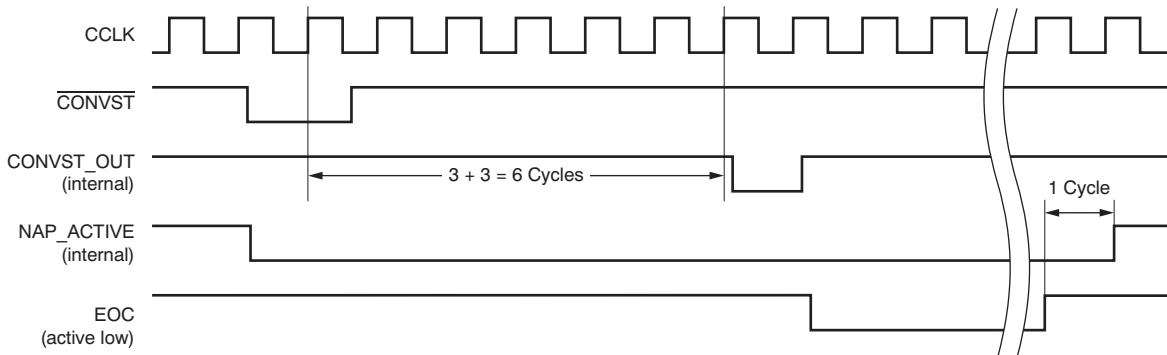 CCLK
CONVST
CONVST_OUT
(internal)
3 + 3 = 6 Cycles
1 Cycle
NAP_ACTIVE
(internal)
EOC
(active low)